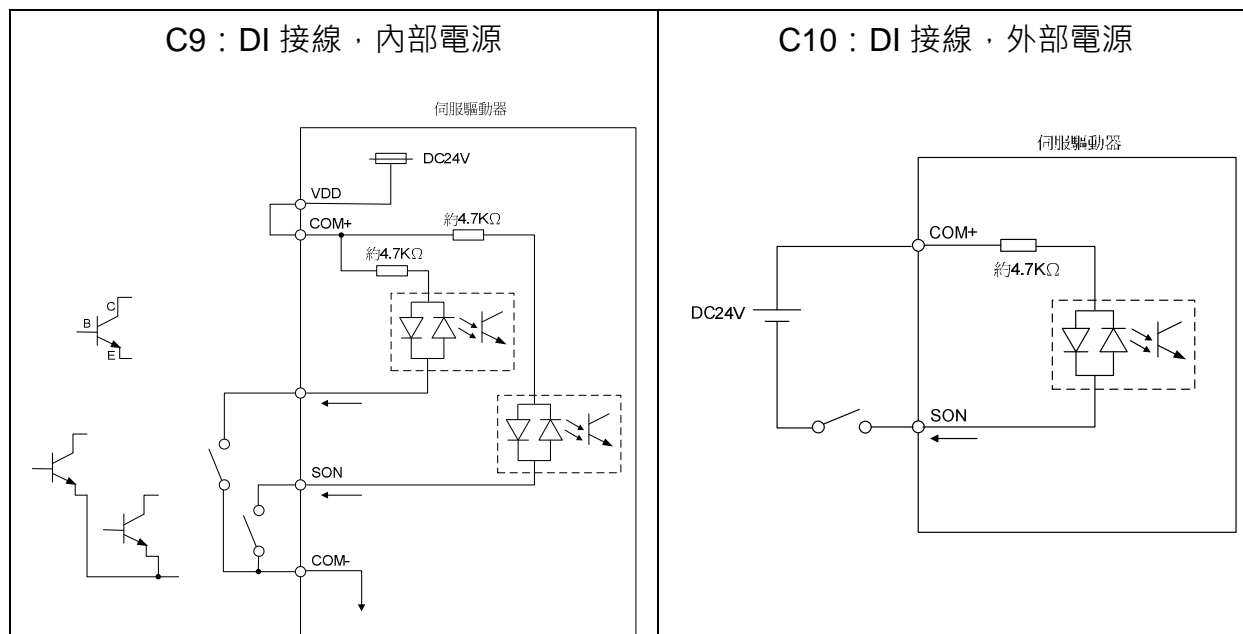 C9：DI 接線，內部電源
伺服驅動器
DC24V
VDD
COM+
約4.7KΩ
約4.7KΩ
C
B
E
SON
COM-
C10：DI 接線，外部電源
伺服驅動器
COM+
約4.7KΩ
DC24V
SON